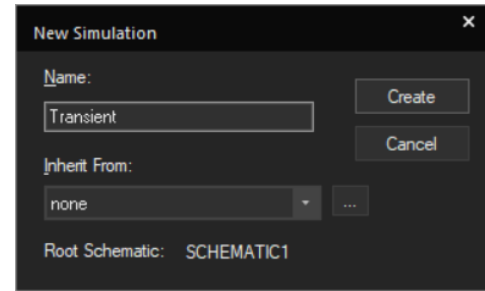 New Simulation
×
Name:
Create
Transient
Cancel
Inherit From:
none
...
Root Schematic: SCHEMATIC1